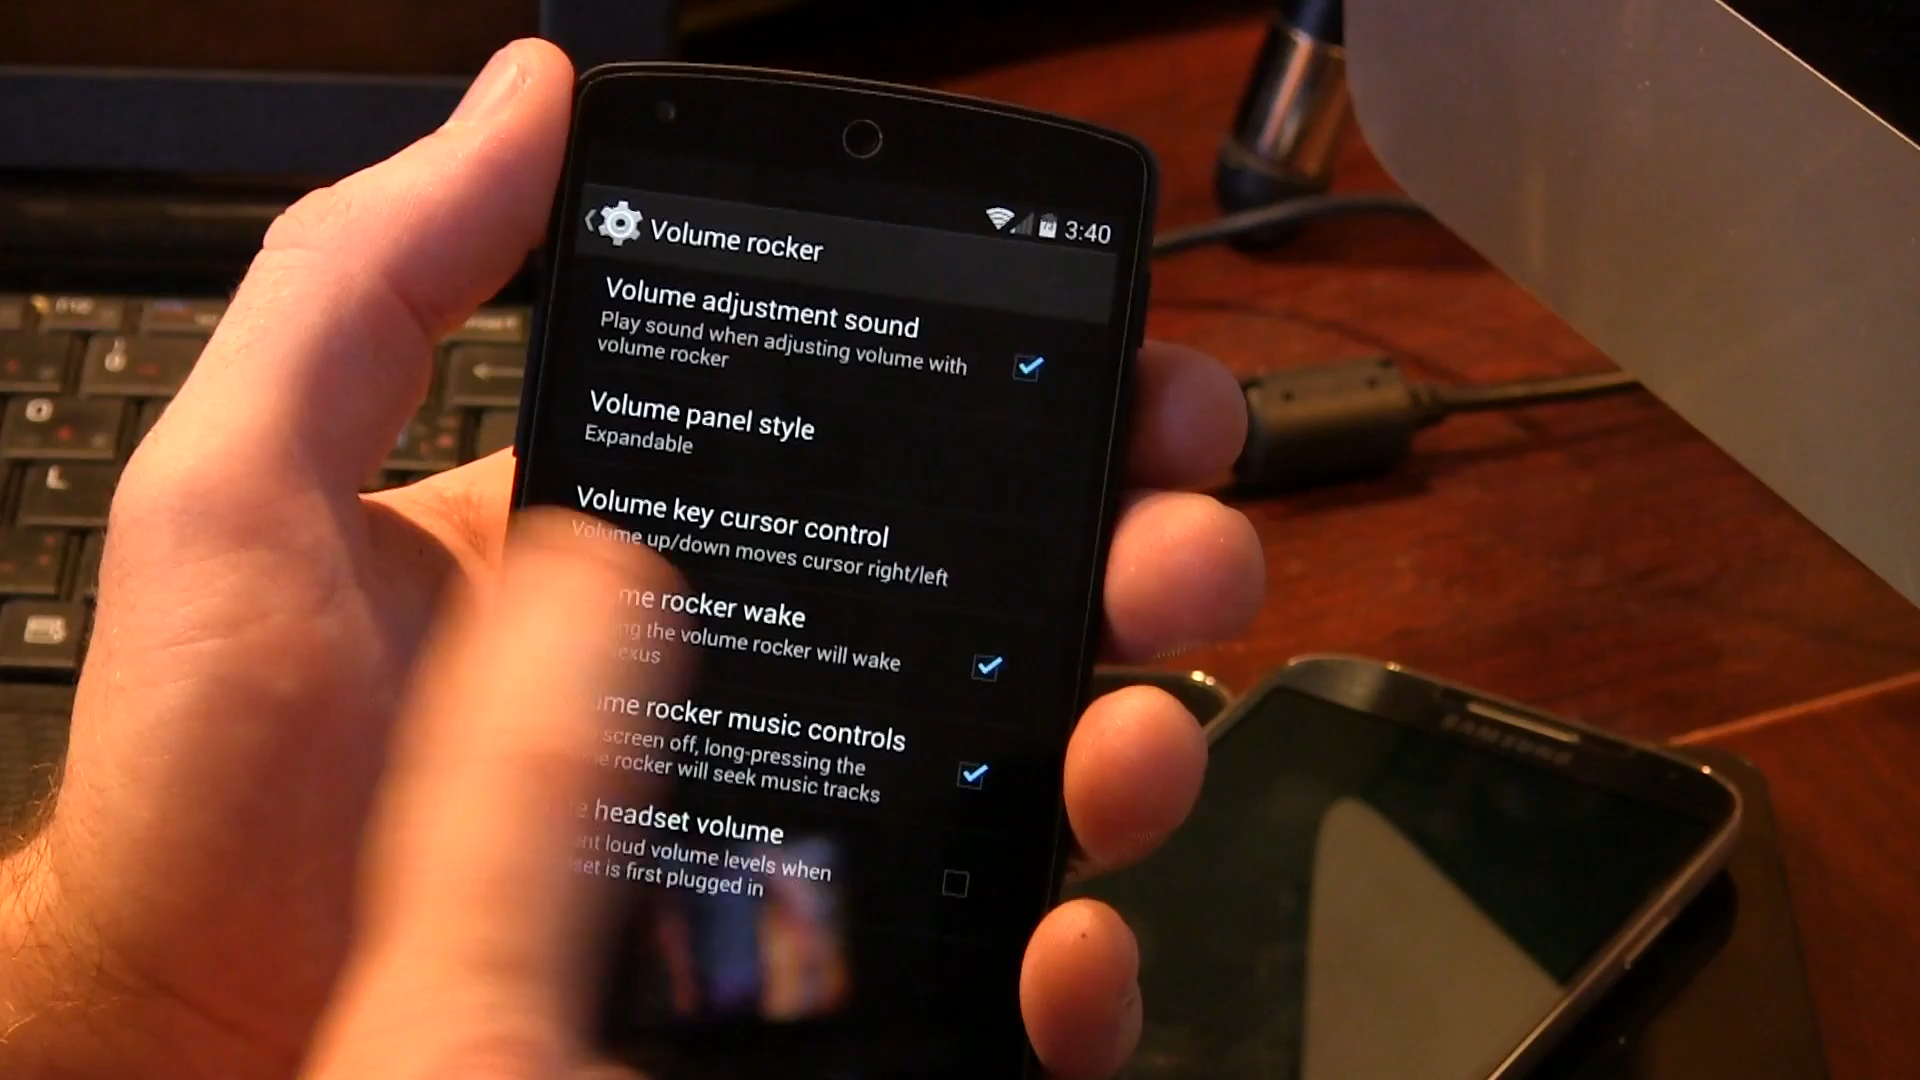 3:40
Volume rocker
Volume adjustment sound
Play sound when adjusting volume with
volume rocker
Volume panel style
Expandable
Volume key cursor control
Volume up/down moves cursor right/left
rocker wake
the volume rocker will wake
rocker music controls
screen off, long-pressing the
rocker will seek music tracks
headset volume
loud volume levels when
is first plugged in
SAMSUNG
L